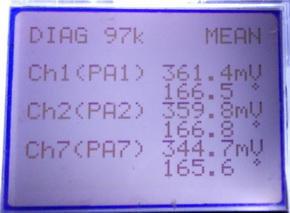 DIAG 97k MEAN
Ch1(PA1) 361.4mV
166.5 °
Ch2(PA2) 359.8mV
166.8 °
Ch7(PA7) 344.7mV
165.6 °